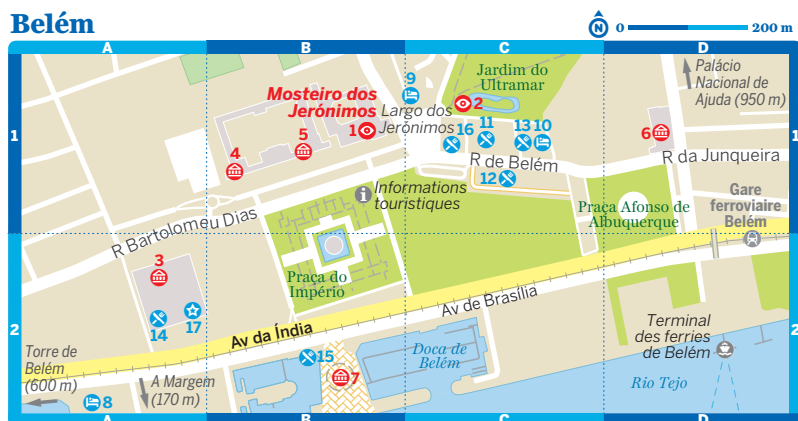 Belém
N 0 200 m
A B C D
1
2
Palácio
Nacional de
Ajuda (950 m)
Jardim do
Ultramar
9
2
Mosteiro dos
Jerónimos
1
Largo dos
Jerónimos
16
11
13 10
6
5
4
R de Belém
R da Junqueira
12
Informations
touristiques
Gare
ferroviaire
Belém
Praça Afonso de
Albuquerque
R Bartolomeu Dias
3
Praça do
Império
14
17
Av da Índia
Av de Brasília
15
Doca de
Belém
Terminal
des ferries
de Belém
Rio Tejo
Torre de
Belém
(600 m)
A Margem
(170 m)
7
8
1
2
A B C D